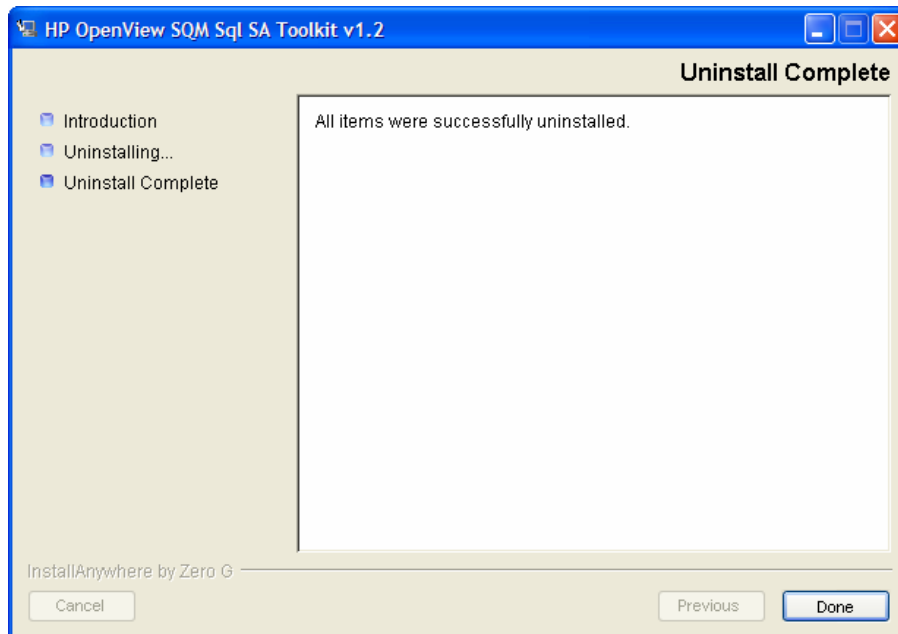 HP OpenView SQM Sql SA Toolkit v1.2
Uninstall Complete
Introduction
Uninstalling...
Uninstall Complete
All items were successfully uninstalled.
InstallAnywhere by Zero G
Cancel
Previous
Done